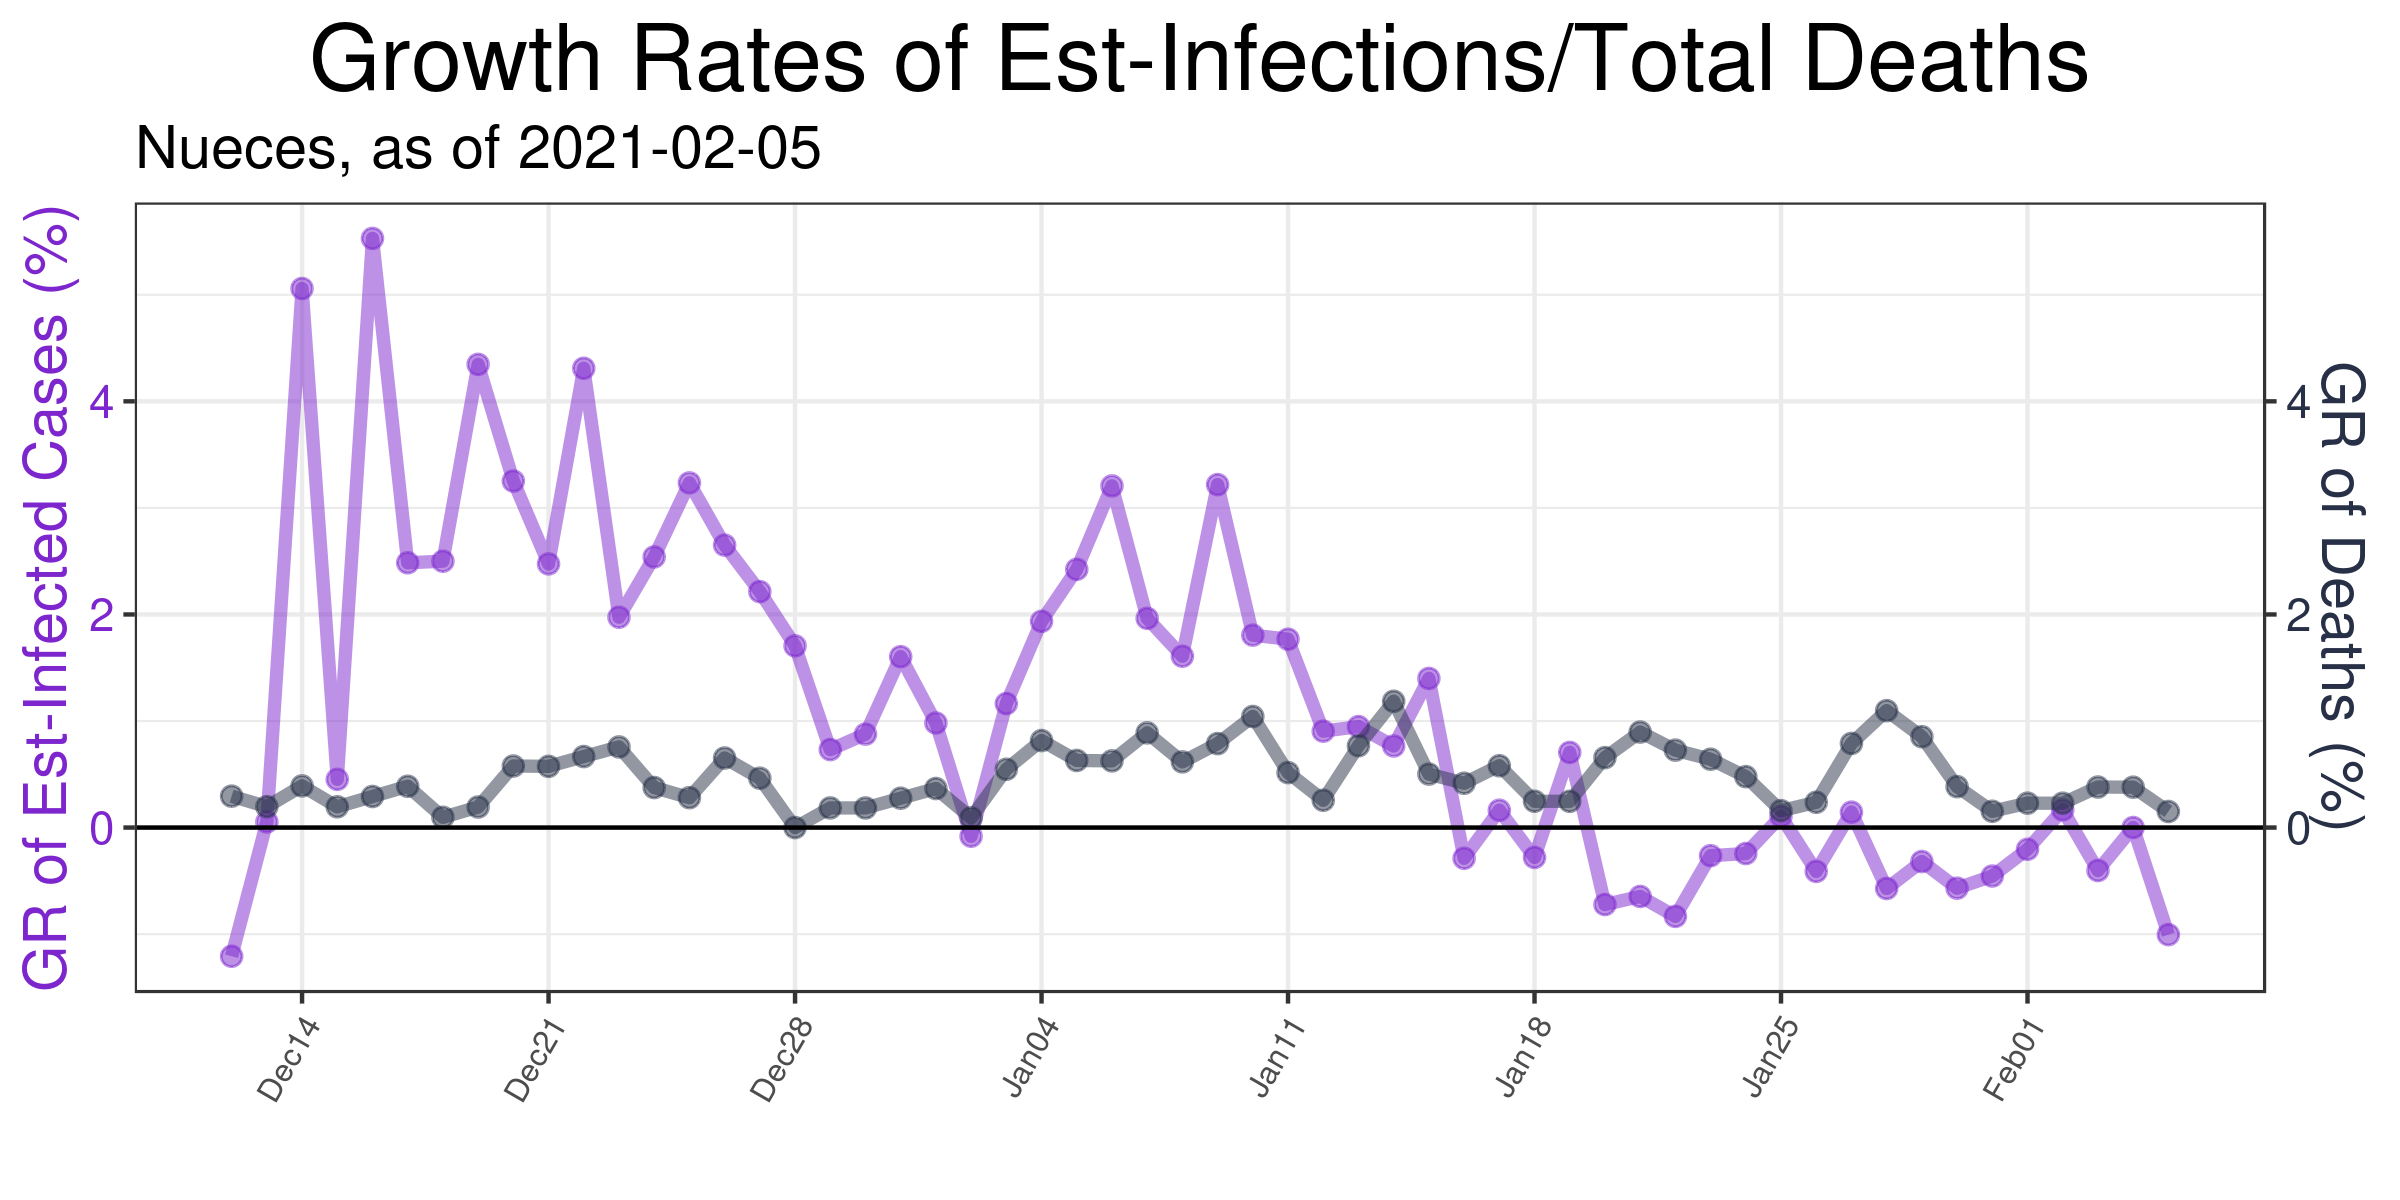 Growth Rates of Est-Infections/Total Deaths
Nueces, as of 2021-02-05
GR of Est-Infected Cases (%)
4
2
0
4
2
0
GR of Deaths (%)
Dec14
Dec21
Dec28
Jan04
Jan11
Jan18
Jan25
Feb01